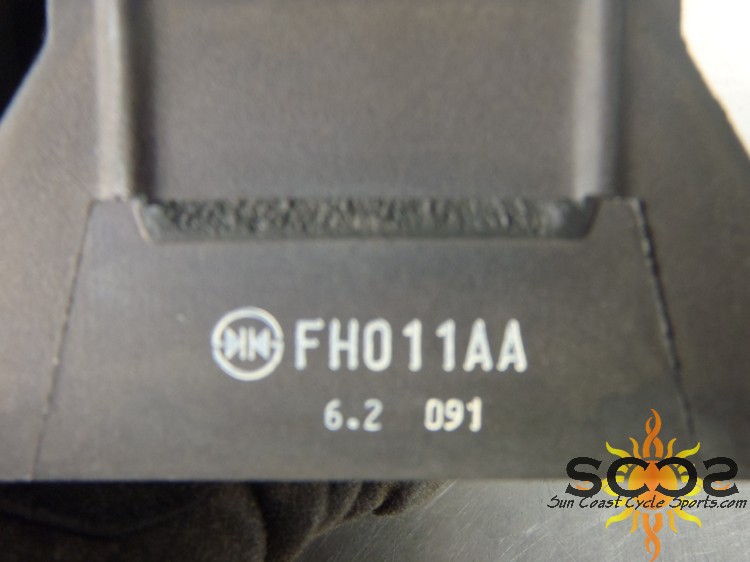 FH011AA
6.2 091
SCCS
Sun Coast Cycle Sports.com